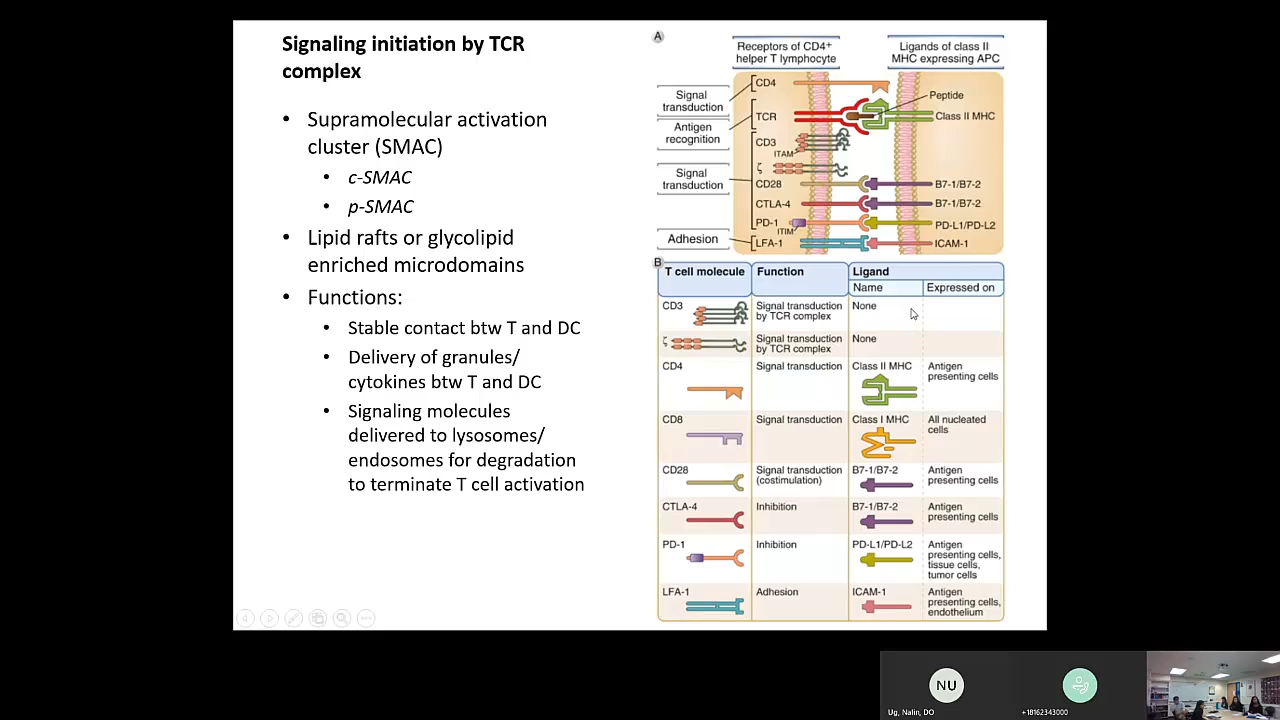 Signaling initiation by TCR
complex
• Supramolecular activation
cluster (SMAC)
• c-SMAC
• p-SMAC
• Lipid rafts or glycolipid
enriched microdomains
• Functions:
• Stable contact btw T and DC
• Delivery of granules/
cytokines btw T and DC
• Signaling molecules
delivered to lysosomes/
endosomes for degradation
to terminate T cell activation
A
Receptors of CD4+
helper T lymphocyte
Ligands of class II
MHC expressing APC
Signal
transduction
Antigen
recognition
Signal
transduction
Adhesion
CD4
TCR
CD3
ITAM
ζ
CD28
CTLA-4
PD-1
ITIM
LFA-1
Peptide
Class II MHC
B7-1/B7-2
B7-1/B7-2
PD-L1/PD-L2
ICAM-1
B
T cell molecule Function Ligand
Name Expressed on
CD3 Signal transduction None
by TCR complex
ζ Signal transduction None
by TCR complex
CD4 Signal transduction Class II MHC Antigen
presenting cells
CD8 Signal transduction Class I MHC All nucleated
cells
CD28 Signal transduction B7-1/B7-2 Antigen
(costimulation) presenting cells
CTLA-4 Inhibition B7-1/B7-2 Antigen
presenting cells
PD-1 Inhibition PD-L1/PD-L2 Antigen
presenting cells,
tissue cells,
tumor cells
LFA-1 Adhesion ICAM-1 Antigen
presenting cells,
endothelium
NU
Ug, Nalin, DO
+18162343000